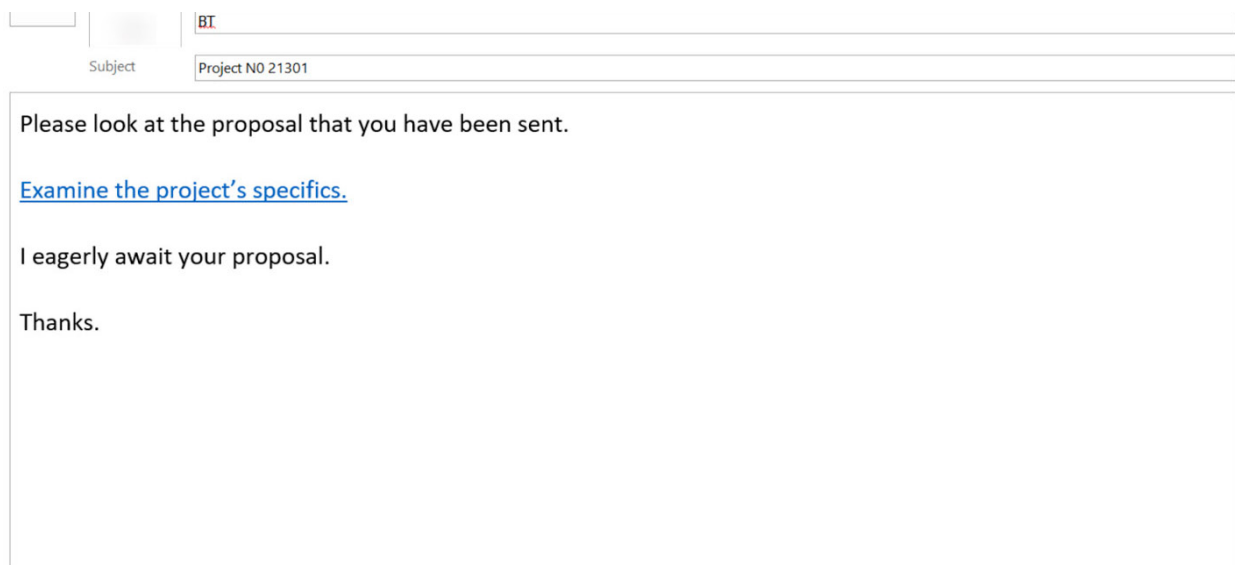 BT
Subject
Project N0 21301
Please look at the proposal that you have been sent.
Examine the project’s specifics.
I eagerly await your proposal.
Thanks.